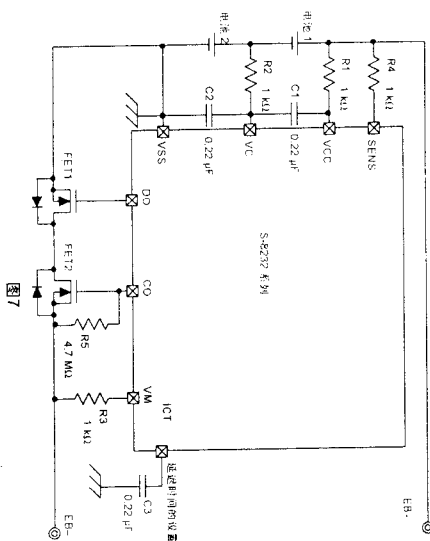 EB-
SENS
R4
1 kΩ
电池 1
R1
1 kΩ
VCC
C1
0.22 μF
S-8232 系列
R2
1 kΩ
VC
电池 2
C2
0.22 μF
VSS
DO
CO
VM
ICT
延迟时间的设置
C3
0.22 μF
R5
4.7 MΩ
R3
1 kΩ
FET1
FET2
EB-
图7